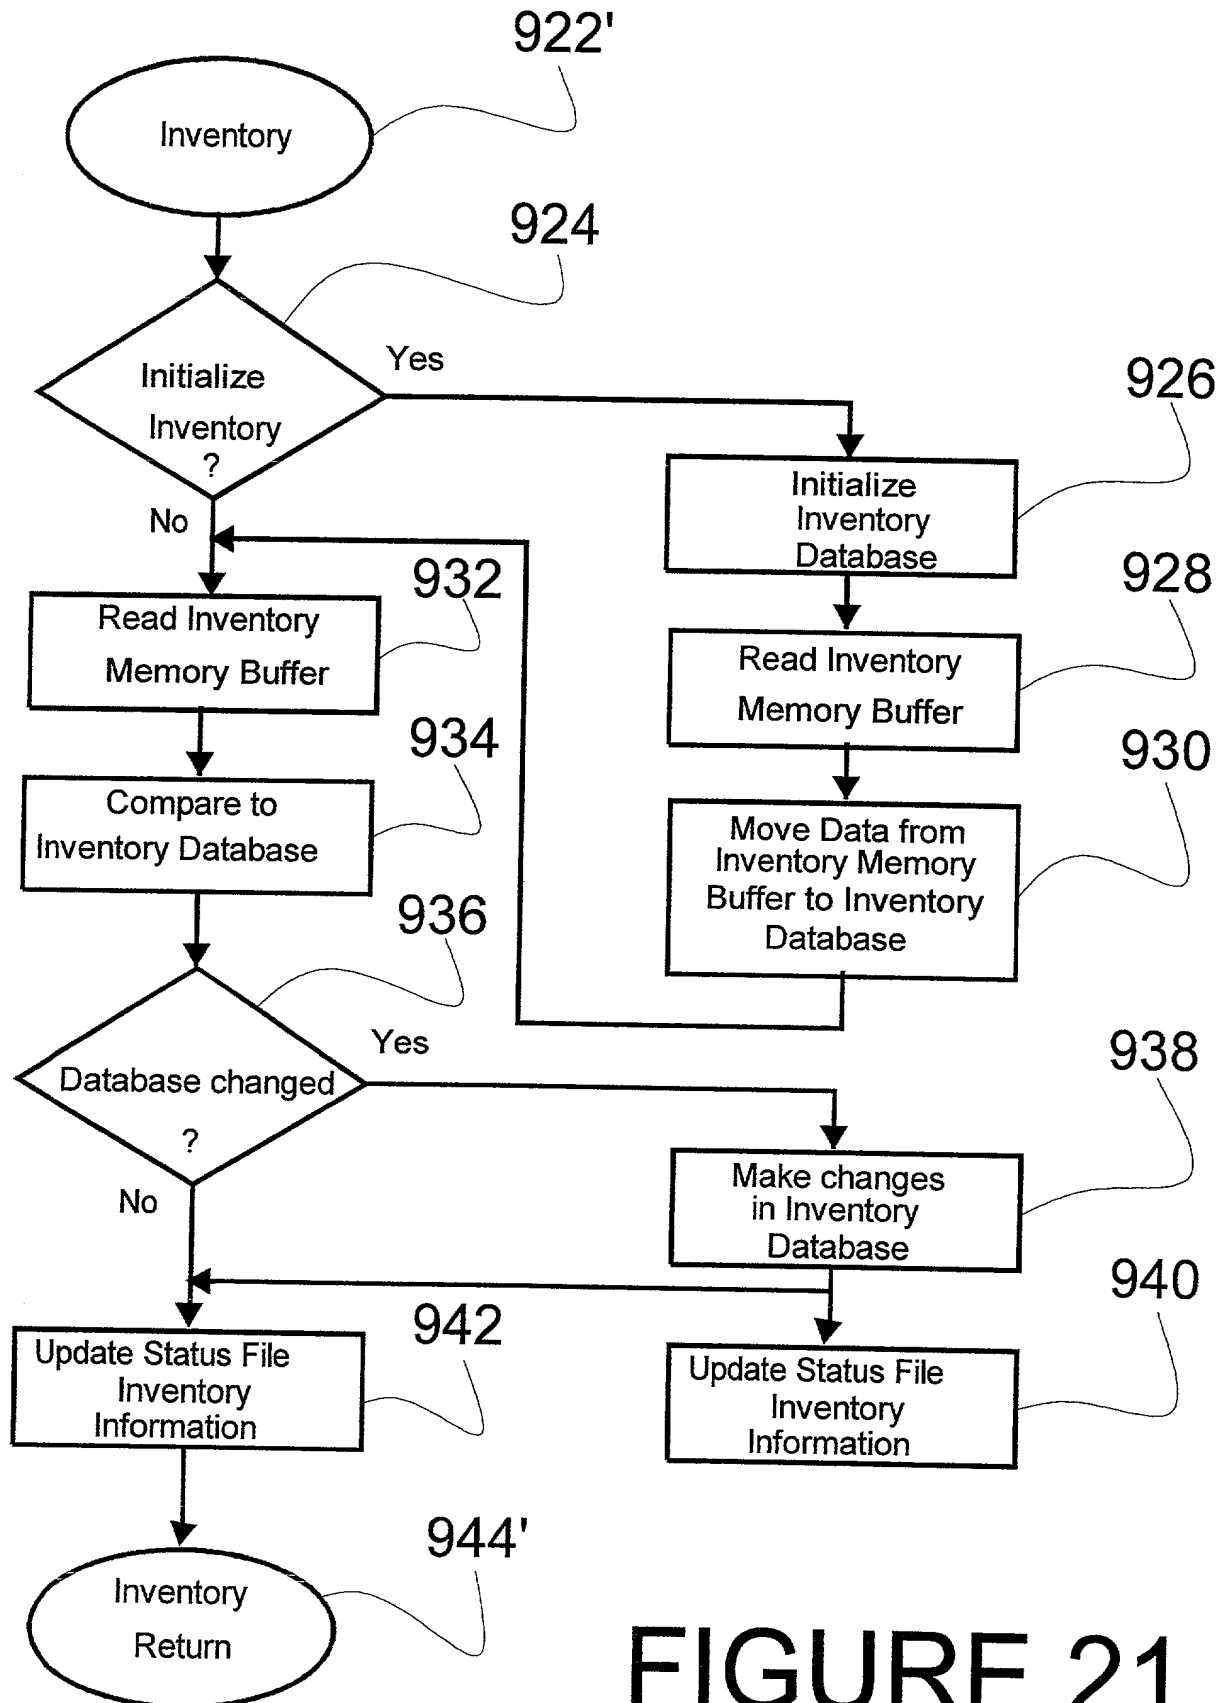 922'
Inventory
924
Initialize
Inventory
?
Yes
No
926
Initialize
Inventory
Database
932
Read Inventory
Memory Buffer
928
Read Inventory
Memory Buffer
934
Compare to
Inventory Database
930
Move Data from
Inventory Memory
Buffer to Inventory
Database
936
Database changed
?
Yes
No
938
Make changes
in Inventory
Database
942
Update Status File
Inventory
Information
940
Update Status File
Inventory
Information
944'
Inventory
Return
FIGURE 21